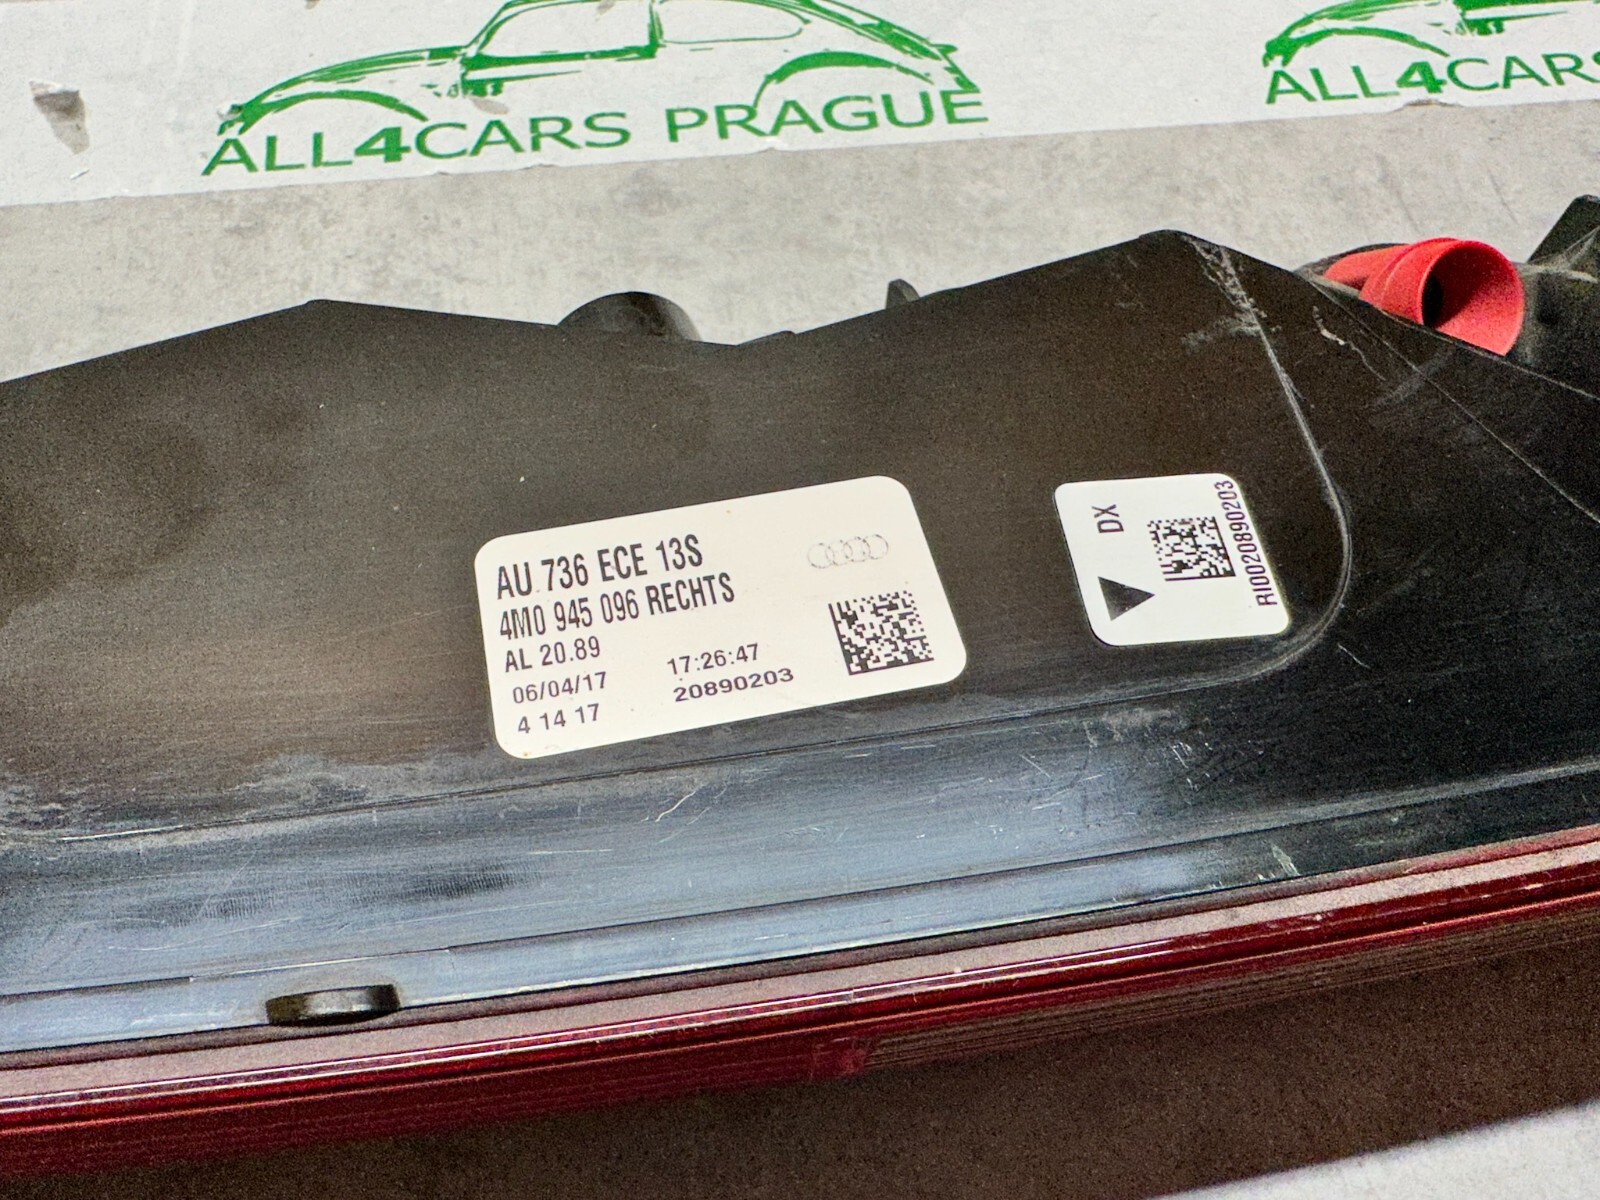 ALL4CARS PRAGUE
ALL4CARS
AU 736 ECE 13S
4M0 945 096 RECHTS
AL 20.89
06/04/17 17:26:47
4 14 17 20890203
DX
RI0020890203